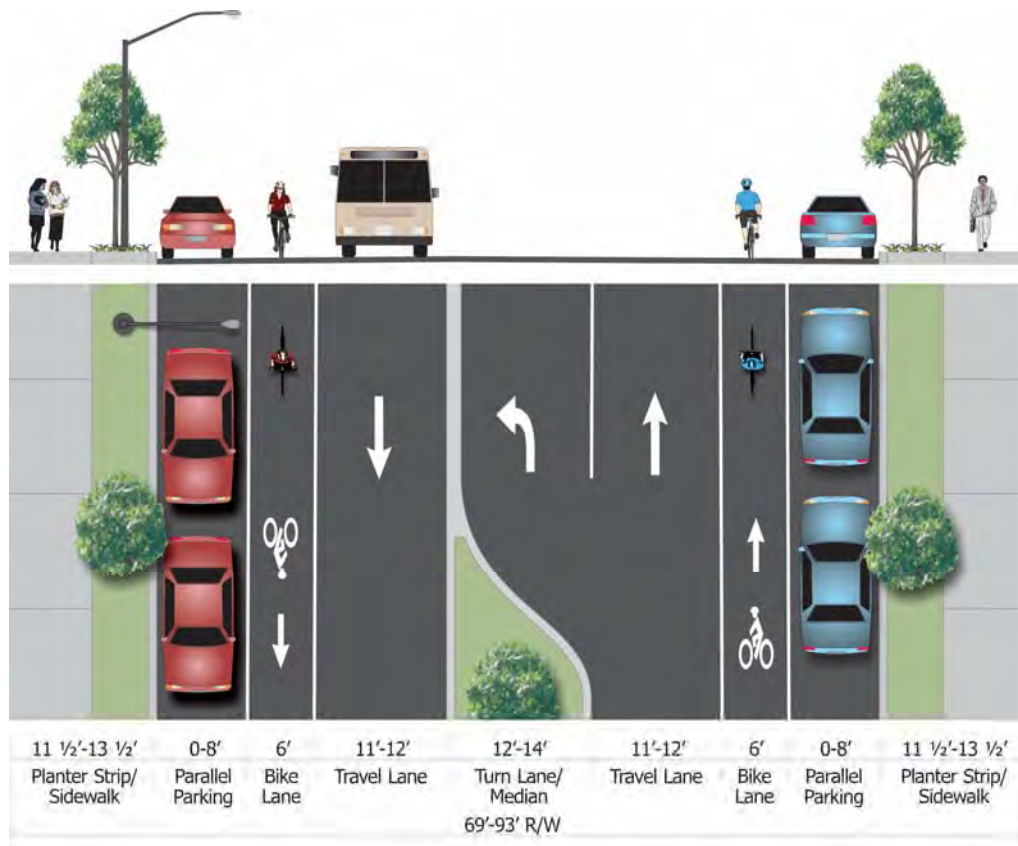 11 ½'-13 ½' 0-8' 6' 11'-12' 12'-14' 11'-12' 6' 0-8' 11 ½'-13 ½'
Planter Strip/ Parallel Bike Travel Lane Turn Lane/ Travel Lane Bike Parallel Planter Strip/
Sidewalk Parking Lane Median Lane Parking Sidewalk
69'-93' R/W